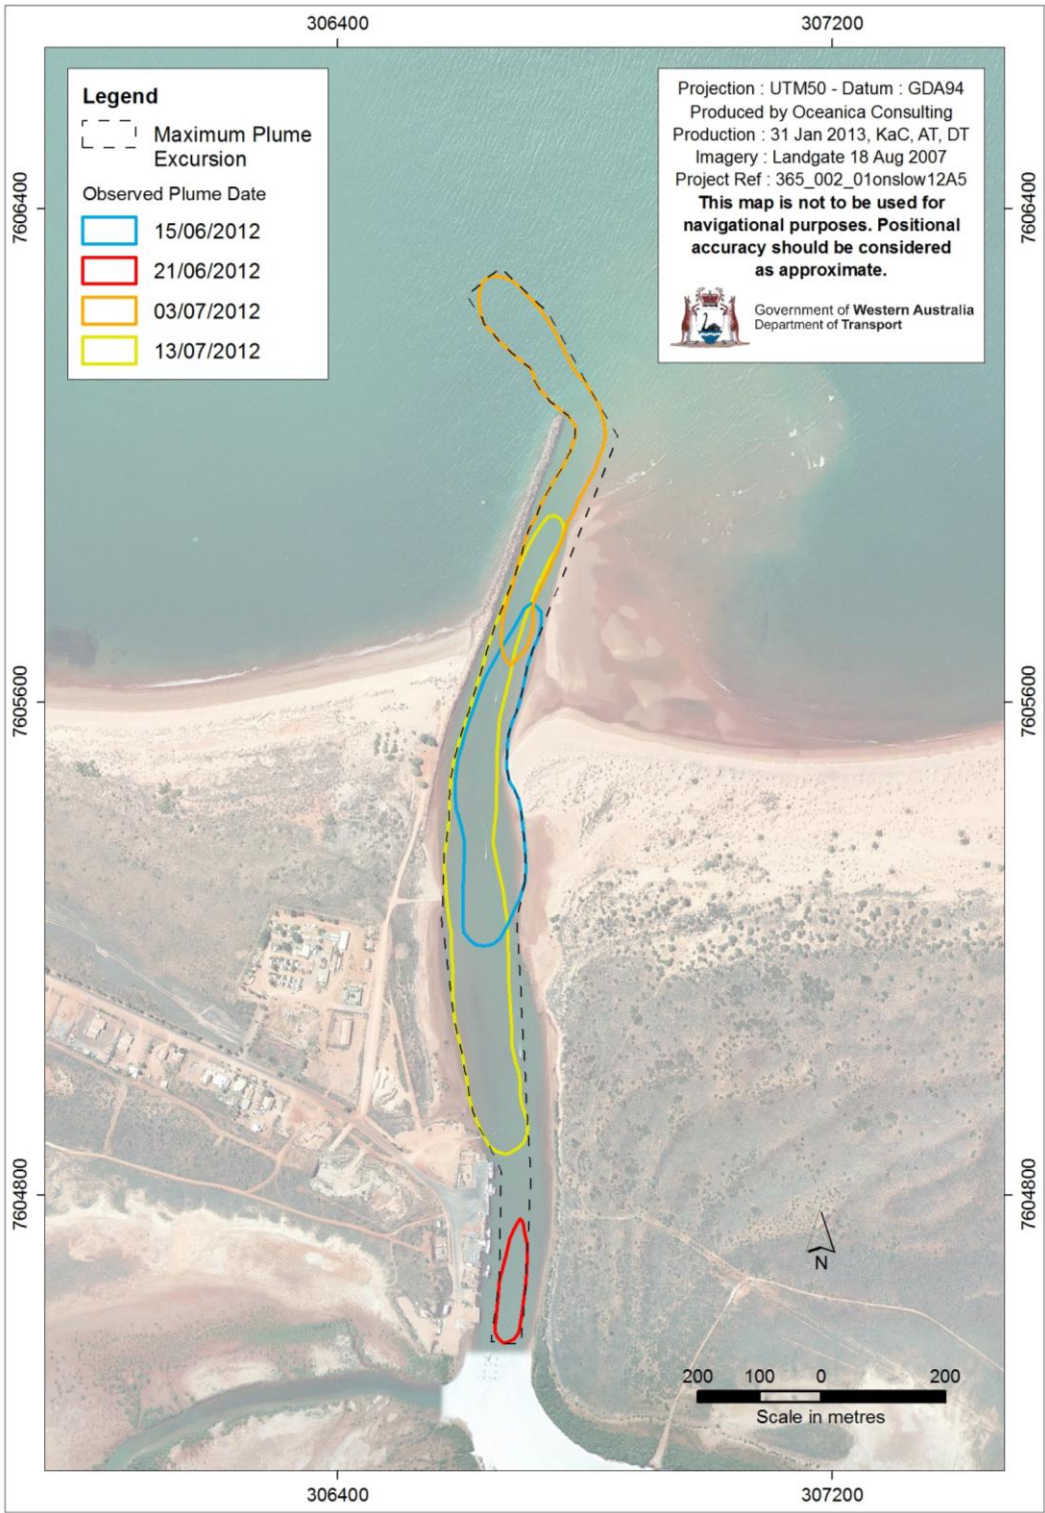 306400
307200
Legend
Maximum Plume
Excursion
Observed Plume Date
15/06/2012
21/06/2012
03/07/2012
13/07/2012
Projection : UTM50 - Datum : GDA94
Produced by Oceanica Consulting
Production : 31 Jan 2013, KaC, AT, DT
Imagery : Landgate 18 Aug 2007
Project Ref : 365_002_01onslow12A5
This map is not to be used for
navigational purposes. Positional
accuracy should be considered
as approximate.
Government of Western Australia
Department of Transport
7606400
7606400
7605600
7605600
7604800
7604800
N
200 100 0 200
Scale in metres
306400
307200